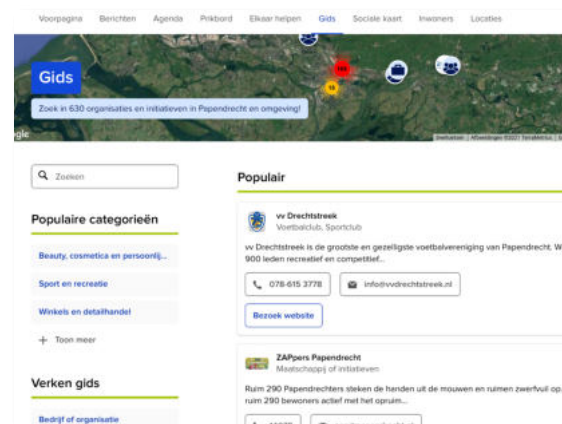 Voorpagina Berichten Agenda Prikbord Elkaar helpen Gids Sociale kaart Inwoners Locaties
Gids
Zoek in 630 organisaties en initiatieven in Papendrecht en omgeving!
Zoeken
Populair
Populaire categorieën
vv Drechtstreek
Voetbalclub, Sportclub
vv Drechtstreek is de grootste en gezelligste voetbalvereniging van Papendrecht. W
900 leden recreatief en competitief...
Beauty, cosmetica en persoonlij...
Sport en recreatie
078-615 3778
info@vvdrechtstreek.nl
Winkels en detailhandel
Bezoek website
+ Toon meer
ZAPpers Papendrecht
Maatschappij of initiatieven
Verken gids
Ruim 290 Papendrechters steken de handen uit de mouwen en ruimen zwerfvuil op.
ruim 290 bewoners actief met het opruim...
Bedrijf of organisatie